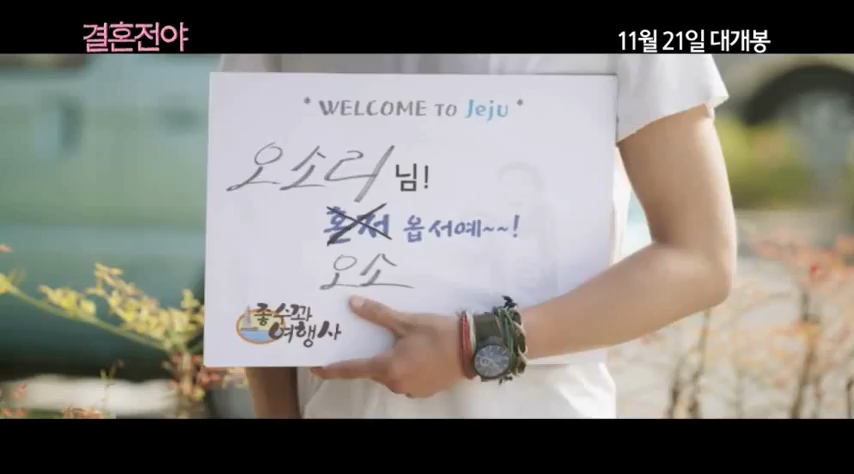 결혼전야
11월 21일 대개봉
* WELCOME TO Jeju *
오소리 님!
혼저 옵서예~~!
오소
좋수꽈
여행사